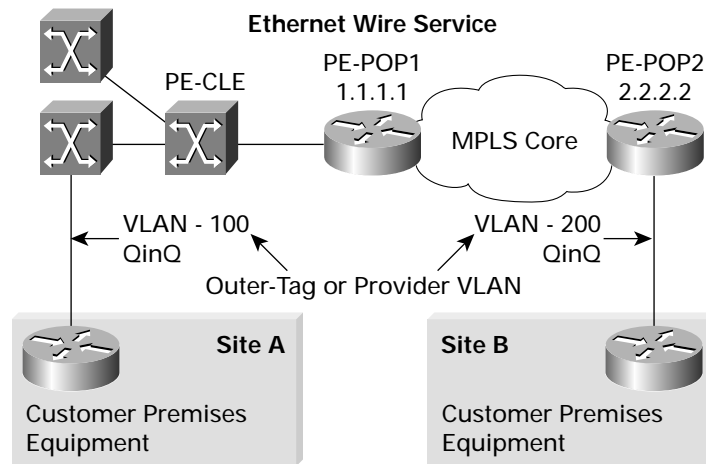 Ethernet Wire Service
PE-CLE
PE-POP1
1.1.1.1
PE-POP2
2.2.2.2
MPLS Core
VLAN - 100
QinQ
VLAN - 200
QinQ
Outer-Tag or Provider VLAN
Site A
Customer Premises
Equipment
Site B
Customer Premises
Equipment